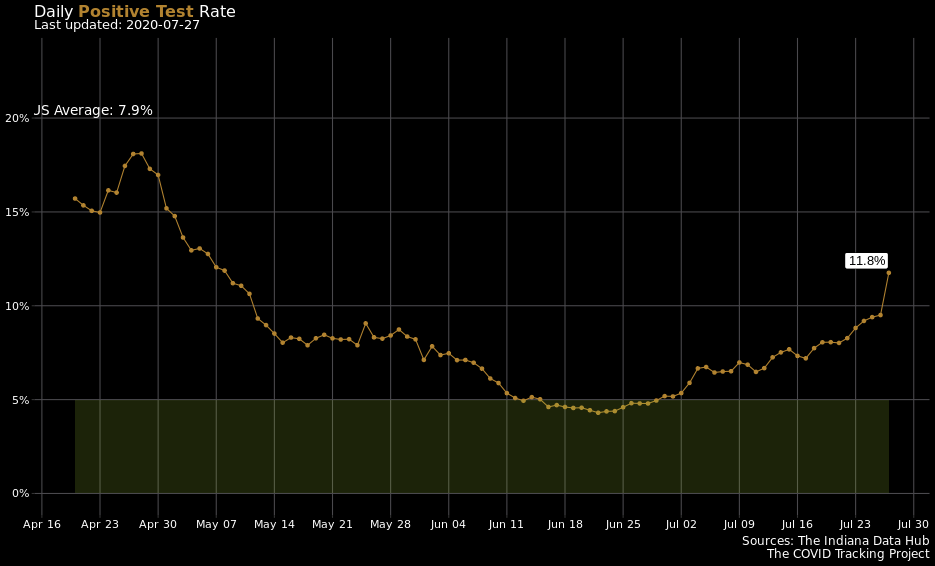 Daily Positive Test Rate
Last updated: 2020-07-27
US Average: 7.9%
20%
15%
11.8%
10%
5%
0%
Apr 16 Apr 23 Apr 30 May 07 May 14 May 21 May 28 Jun 04 Jun 11 Jun 18 Jun 25 Jul 02 Jul 09 Jul 16 Jul 23 Jul 30
Sources: The Indiana Data Hub
The COVID Tracking Project